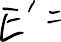 E' =